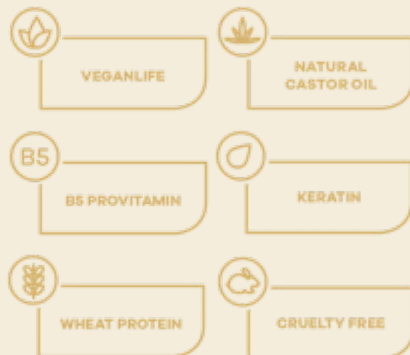 VEGANLIFE
NATURAL
CASTOR OIL
B5
B5 PROVITAMIN
KERATIN
WHEAT PROTEIN
CRUELTY FREE